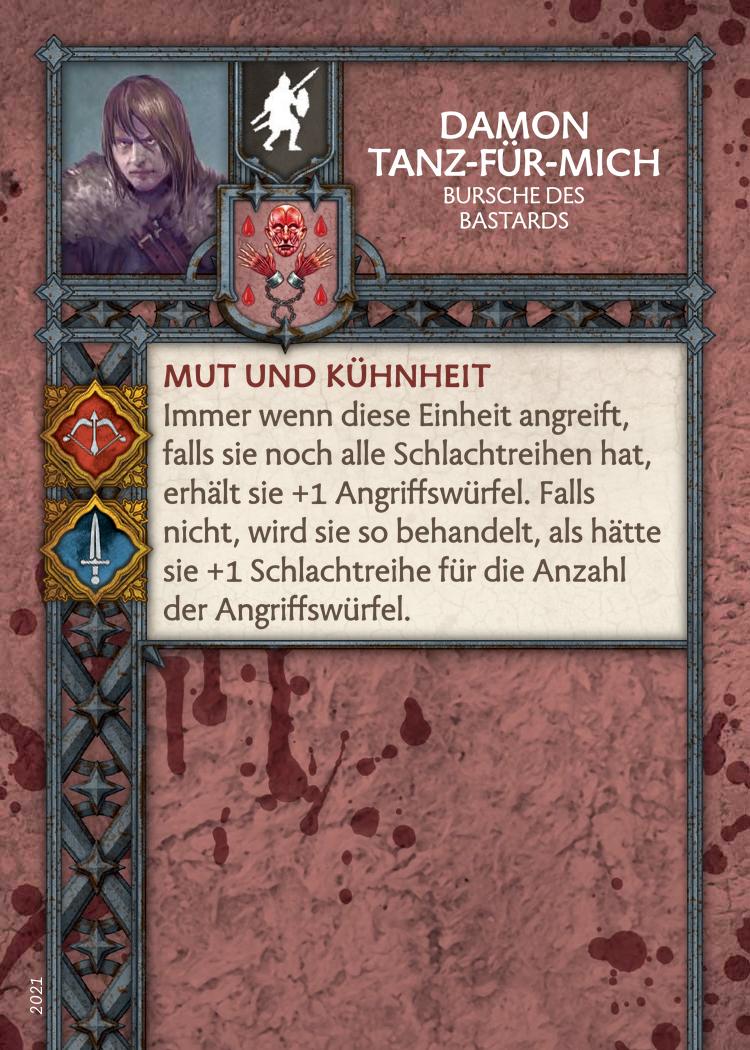 DAMON
TANZ-FÜR-MICH
BURSCHE DES
BASTARDS
MUT UND KÜHNHEIT
Immer wenn diese Einheit angreift,
falls sie noch alle Schlachtreihen hat,
erhält sie +1 Angriffswürfel. Falls
nicht, wird sie so behandelt, als hätte
sie +1 Schlachtreihe für die Anzahl
der Angriffswürfel.
2021